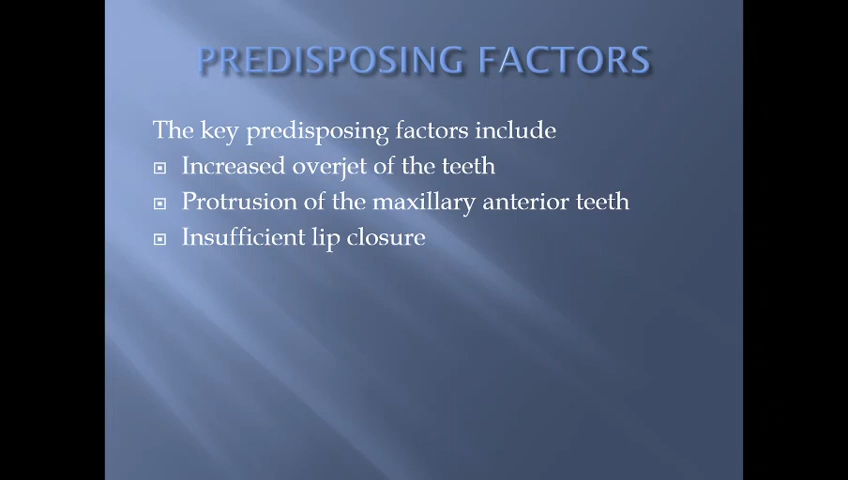 PREDISPOSING FACTORS
The key predisposing factors include
Increased overjet of the teeth
Protrusion of the maxillary anterior teeth
Insufficient lip closure